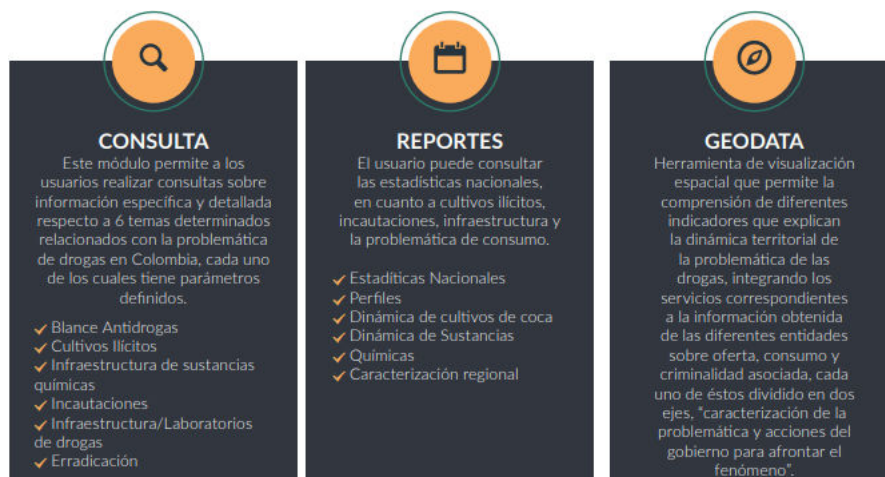 CONSULTA
Este módulo permite a los
usuarios realizar consultas sobre
información específica y detallada
respecto a 6 temas determinados
relacionados con la problemática
de drogas en Colombia, cada uno
de los cuales tiene parámetros
definidos.
Blance Antidrogas
Cultivos Ilícitos
Infraestructura de sustancias
químicas
Incautaciones
Infraestructura/Laboratorios
de drogas
Erradicación
REPORTES
El usuario puede consultar
las estadísticas nacionales,
en cuanto a cultivos ilícitos,
incautaciones, infraestructura y
la problemática de consumo.
Estadíticas Nacionales
Perfiles
Dinámica de cultivos de coca
Dinámica de Sustancias
Químicas
Caracterización regional
GEODATA
Herramienta de visualización
espacial que permite la
comprensión de diferentes
indicadores que explican
la dinámica territorial de
la problemática de las
drogas, integrando los
servicios correspondientes
a la información obtenida
de las diferentes entidades
sobre oferta, consumo y
criminalidad asociada, cada
uno de éstos dividido en dos
ejes, “caracterización de la
problemática y acciones del
gobierno para afrontar el
fenómeno”.